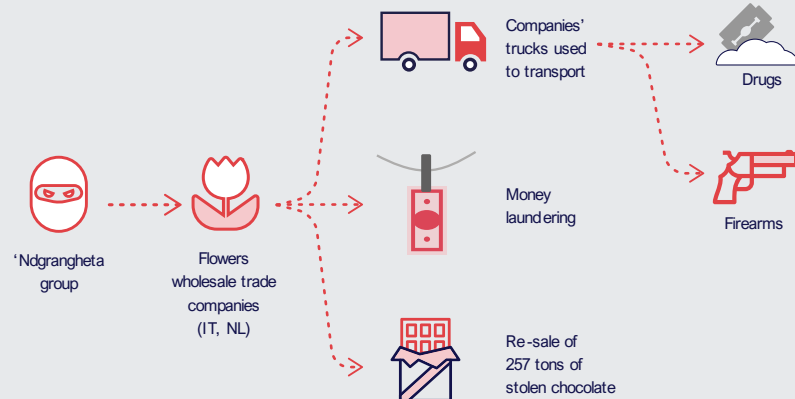 ‘Ndgrangheta
group
Flowers
wholesale trade
companies
(IT, NL)
Companies’
trucks used
to transport
Drugs
Firearms
Money
laundering
Re-sale of
257 tons of
stolen chocolate